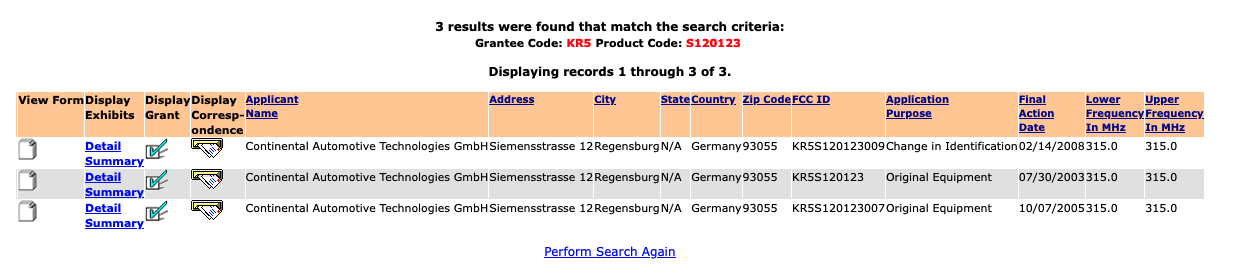 3 results were found that match the search criteria:
Grantee Code: KR5 Product Code: S120123
Displaying records 1 through 3 of 3.
View Form Display Exhibits Display Grant Display Corresp-ondence Applicant Name Address City State Country Zip Code FCC ID Application Purpose Final Action Date Lower Frequency In MHz Upper Frequency In MHz
Detail Summary Continental Automotive Technologies GmbH Siemensstrasse 12 Regensburg N/A Germany 93055 KR5S120123009 Change in Identification 02/14/2008 315.0 315.0
Detail Summary Continental Automotive Technologies GmbH Siemensstrasse 12 Regensburg N/A Germany 93055 KR5S120123 Original Equipment 07/30/2003 315.0 315.0
Detail Summary Continental Automotive Technologies GmbH Siemensstrasse 12 Regensburg N/A Germany 93055 KR5S120123007 Original Equipment 10/07/2005 315.0 315.0
Perform Search Again